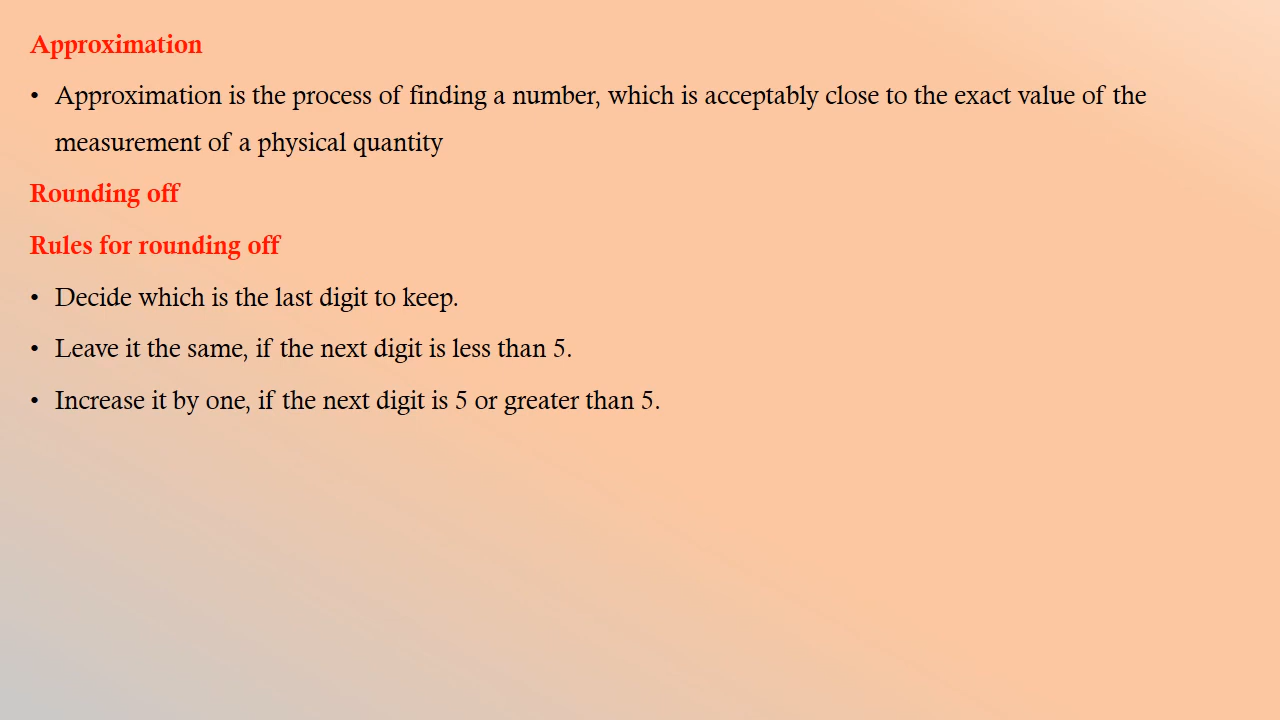 Approximation
• Approximation is the process of finding a number, which is acceptably close to the exact value of the
measurement of a physical quantity
Rounding off
Rules for rounding off
• Decide which is the last digit to keep.
• Leave it the same, if the next digit is less than 5.
• Increase it by one, if the next digit is 5 or greater than 5.